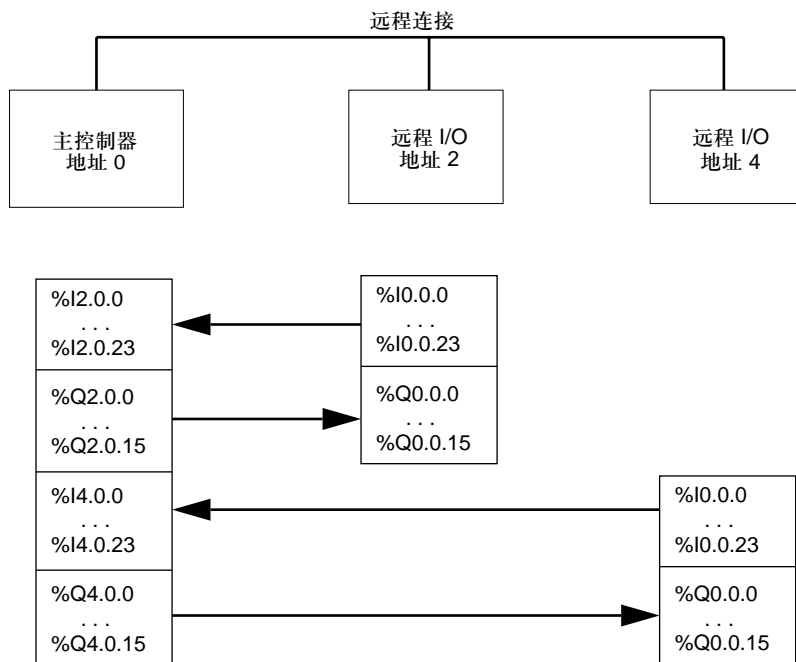 远程连接
主控制器
地址 0
远程 I/O
地址 2
远程 I/O
地址 4
%I2.0.0
. . .
%I2.0.23
%Q2.0.0
. . .
%Q2.0.15
%I4.0.0
. . .
%I4.0.23
%Q4.0.0
. . .
%Q4.0.15
%I0.0.0
. . .
%I0.0.23
%Q0.0.0
. . .
%Q0.0.15
%I0.0.0
. . .
%I0.0.23
%Q0.0.0
. . .
%Q0.0.15